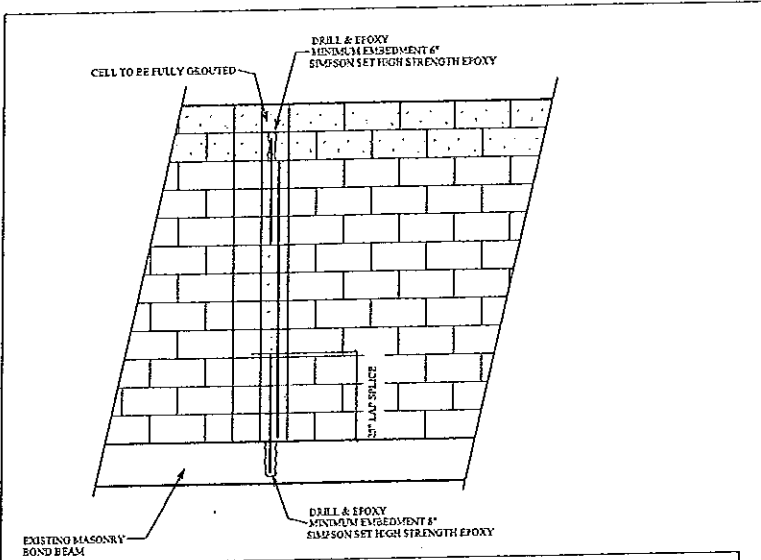 DRILL & EPOXY
MINIMUM EMBEDMENT 6"
SIMPSON SET HIGH STRENGTH EPOXY
CELL TO BE FULLY GROUTED
LAP SPLICE
DRILL & EPOXY
MINIMUM EMBEDMENT 8"
SIMPSON SET HIGH STRENGTH EPOXY
EXISTING MASONRY
BOND BEAM